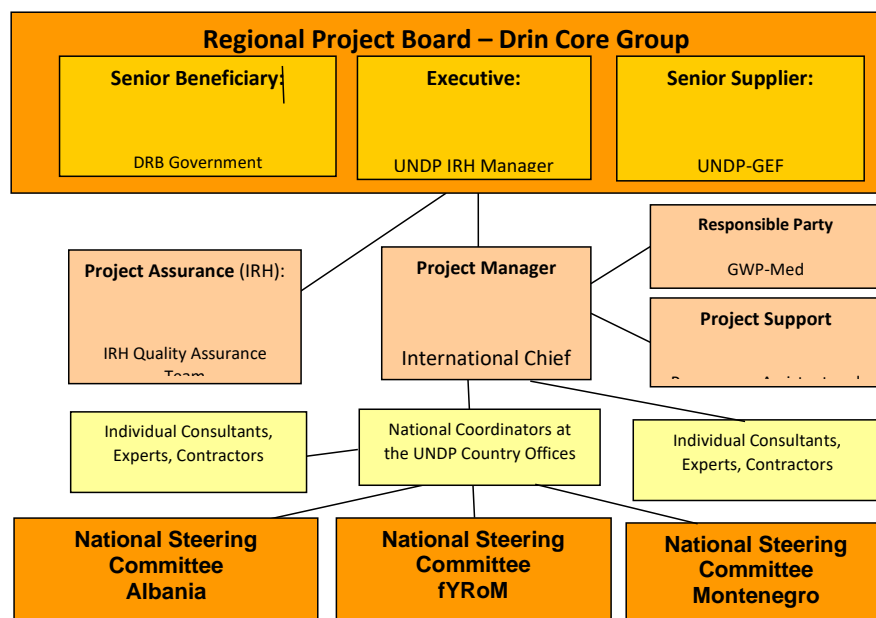 Regional Project Board – Drin Core Group
Senior Beneficiary:
DRB Government
Executive:
UNDP IRH Manager
Senior Supplier:
UNDP-GEF
Project Assurance (IRH):
IRH Quality Assurance
Team
Project Manager
International Chief
Responsible Party
GWP-Med
Project Support
Individual Consultants,
Experts, Contractors
National Coordinators at
the UNDP Country Offices
Individual Consultants,
Experts, Contractors
National Steering
Committee
Albania
National Steering
Committee
fYRoM
National Steering
Committee
Montenegro